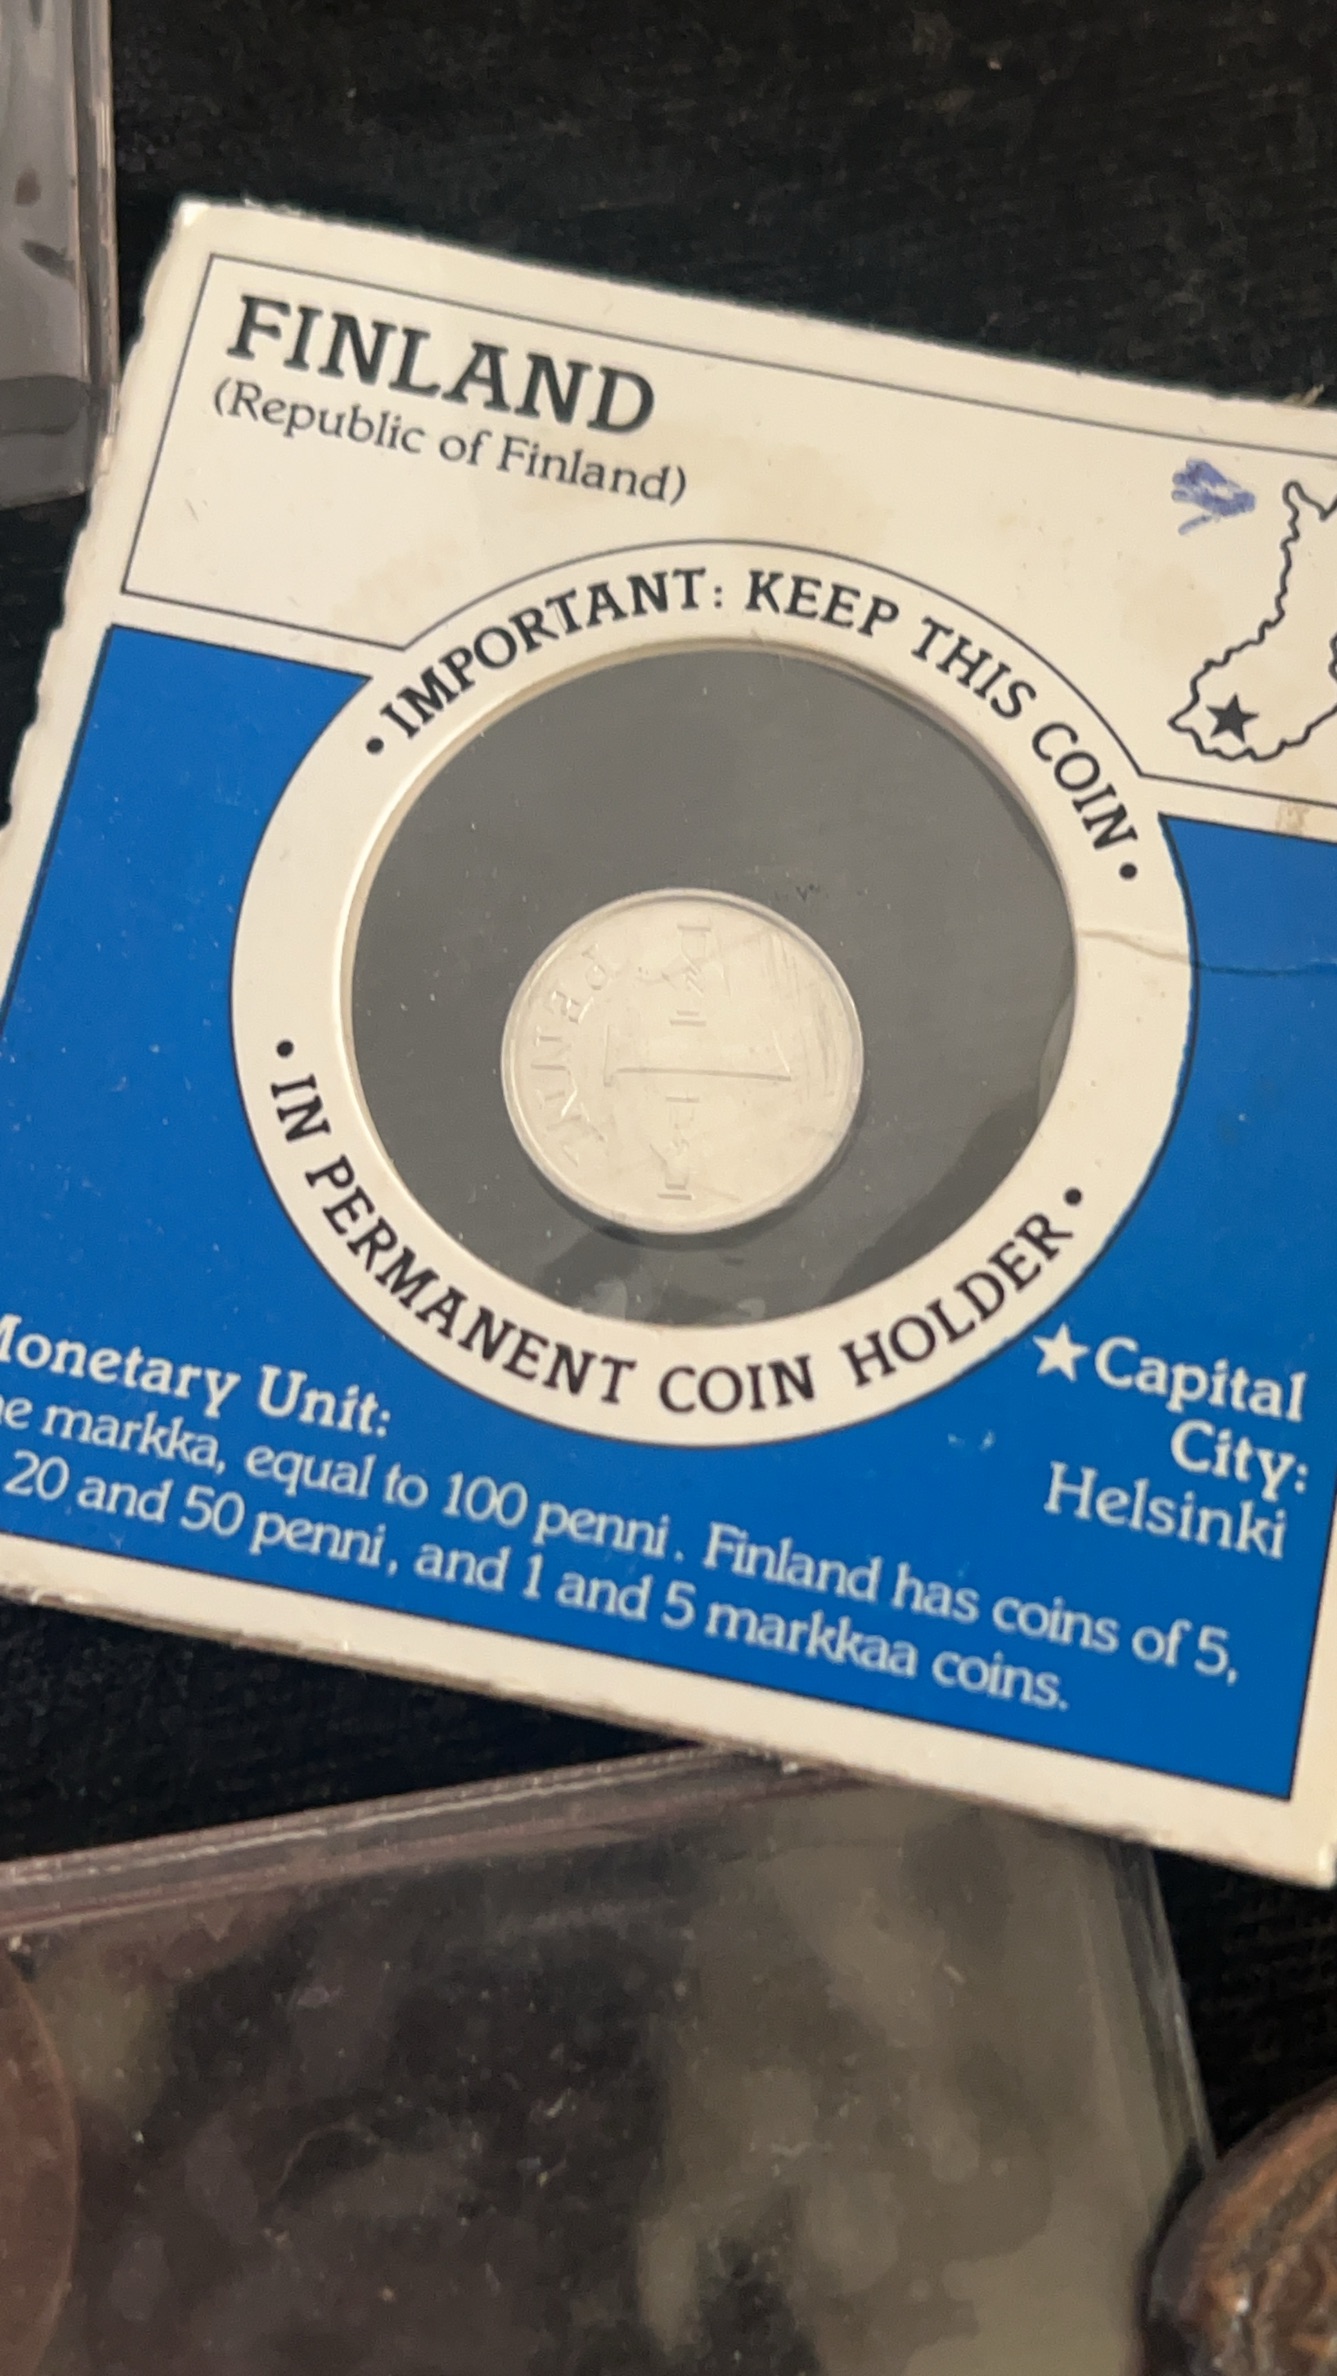 FINLAND
(Republic of Finland)
• IMPORTANT: KEEP THIS COIN •
1
PENNI
• IN PERMANENT COIN HOLDER •
★Capital
City:
Helsinki
Monetary Unit:
markka, equal to 100 penni. Finland has coins of 5,
20 and 50 penni, and 1 and 5 markkaa coins.